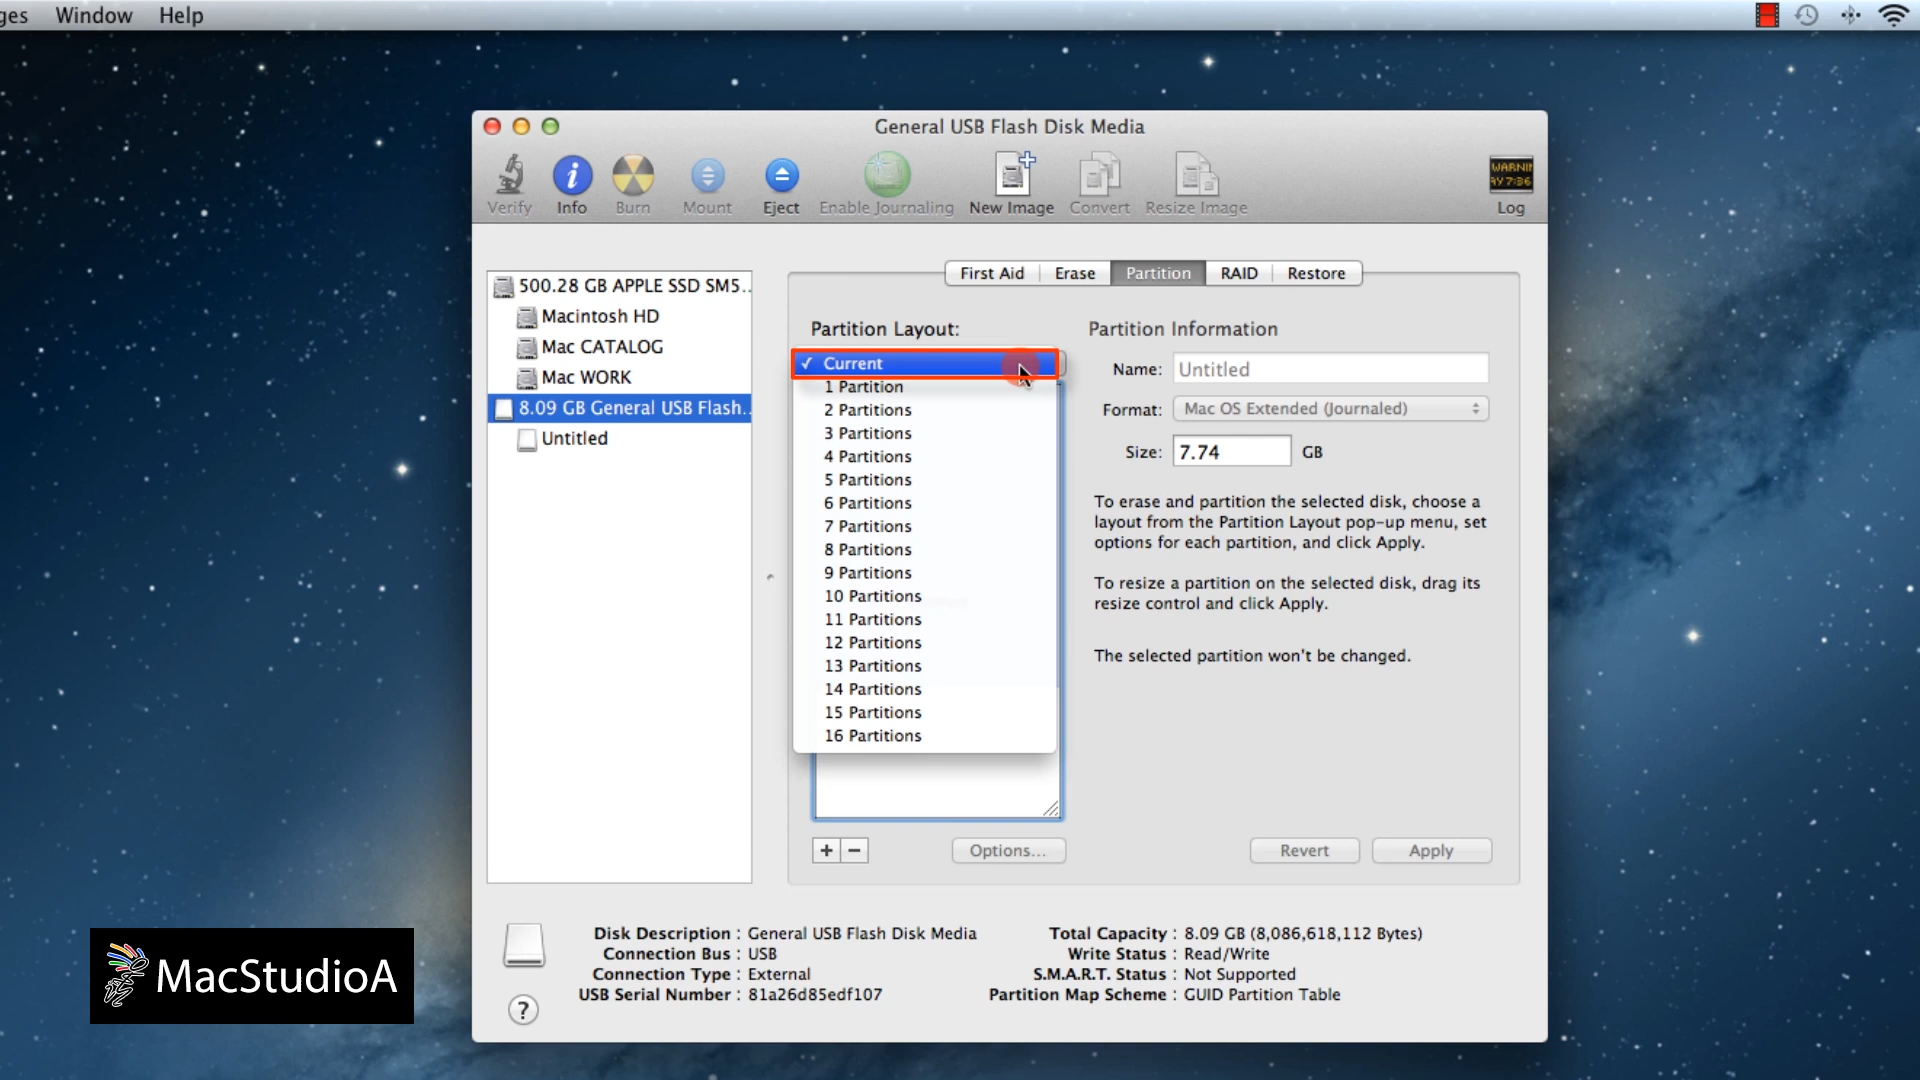 ges Window Help
General USB Flash Disk Media
Verify Info Burn Mount Eject Enable Journaling New Image Convert Resize Image Log
WARNIN
AY 7:36
First Aid Erase Partition RAID Restore
500.28 GB APPLE SSD SM5...
Macintosh HD
Mac CATALOG
Mac WORK
8.09 GB General USB Flash...
Untitled
Partition Layout:
✓ Current
1 Partition
2 Partitions
3 Partitions
4 Partitions
5 Partitions
6 Partitions
7 Partitions
8 Partitions
9 Partitions
10 Partitions
11 Partitions
12 Partitions
13 Partitions
14 Partitions
15 Partitions
16 Partitions
+ − Options...
Partition Information
Name: Untitled
Format: Mac OS Extended (Journaled)
Size: 7.74 GB
To erase and partition the selected disk, choose a
layout from the Partition Layout pop-up menu, set
options for each partition, and click Apply.
To resize a partition on the selected disk, drag its
resize control and click Apply.
The selected partition won't be changed.
Revert Apply
Disk Description : General USB Flash Disk Media
Connection Bus : USB
Connection Type : External
USB Serial Number : 81a26d85edf107
Total Capacity : 8.09 GB (8,086,618,112 Bytes)
Write Status : Read/Write
S.M.A.R.T. Status : Not Supported
Partition Map Scheme : GUID Partition Table
?
MacStudioA